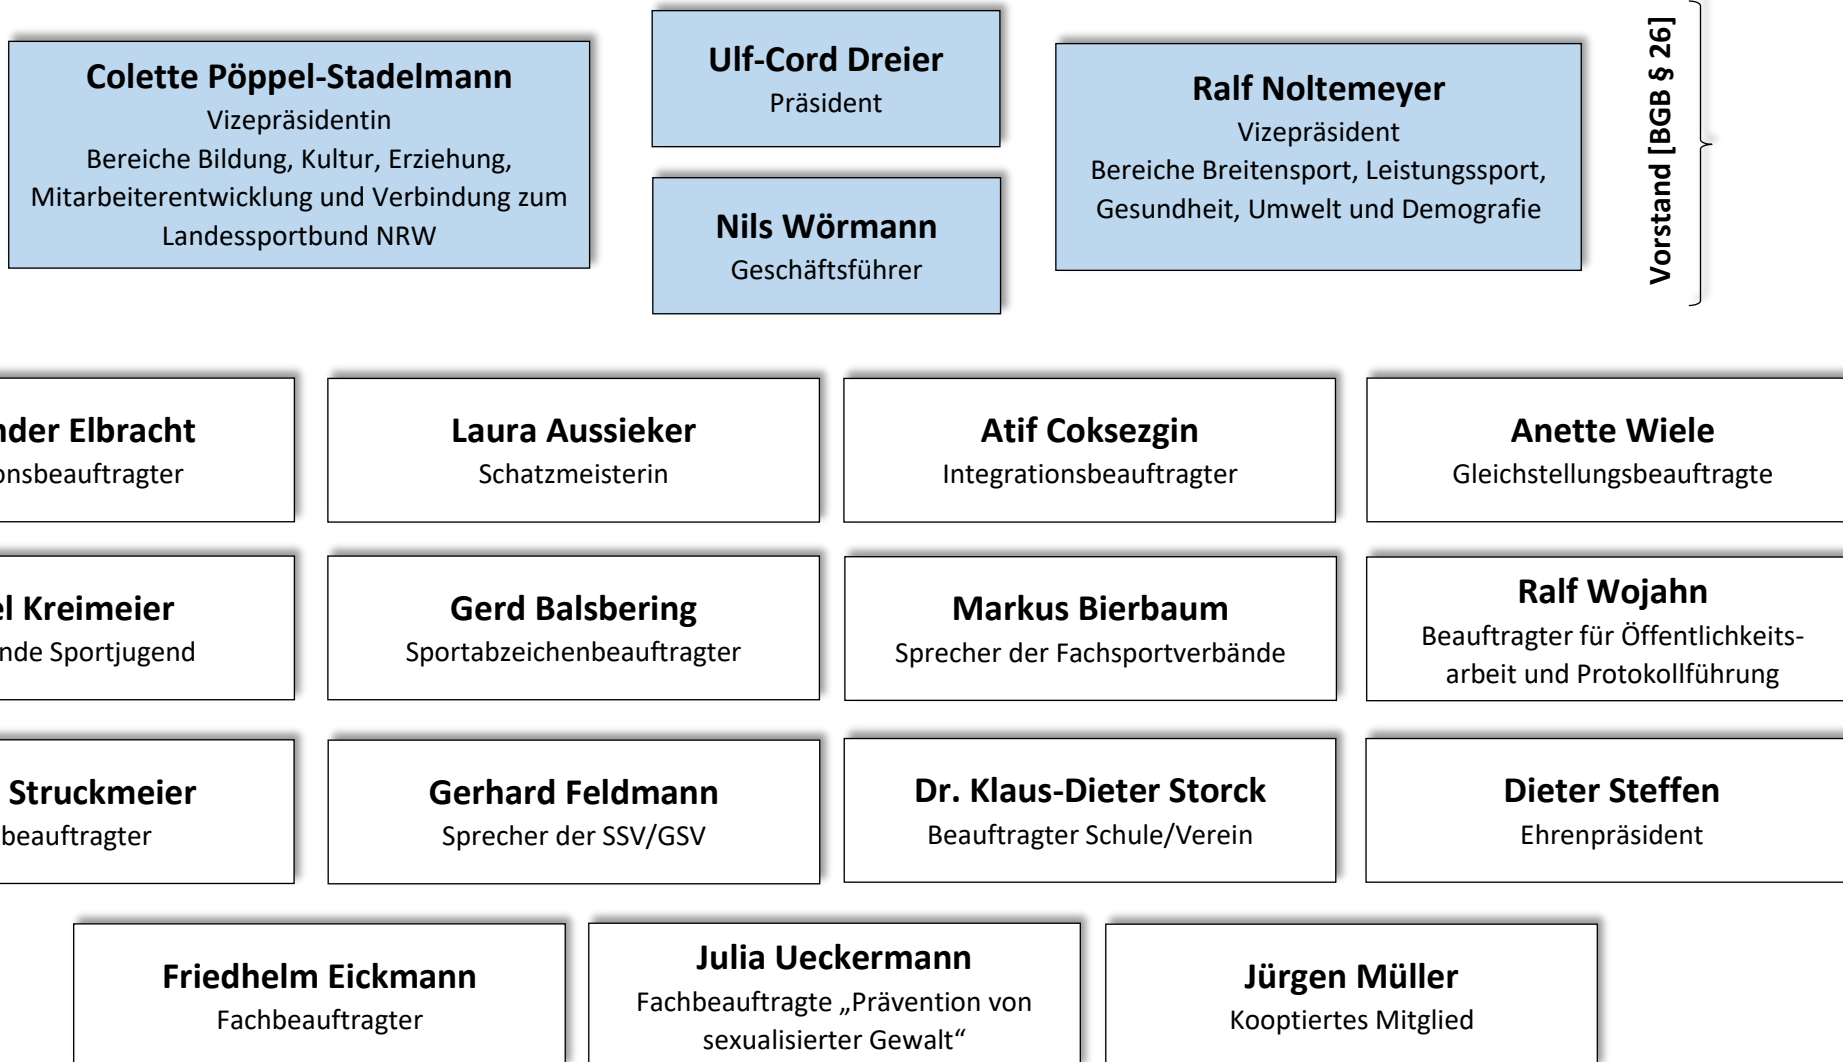 Colette Pöppel-Stadelmann
Vizepräsidentin
Bereiche Bildung, Kultur, Erziehung,
Mitarbeiterentwicklung und Verbindung zum
Landessportbund NRW
Ulf-Cord Dreier
Präsident
Nils Wörmann
Geschäftsführer
Ralf Noltemeyer
Vizepräsident
Bereiche Breitensport, Leistungssport,
Gesundheit, Umwelt und Demografie
Vorstand [BGB § 26]
Elbracht
Laura Aussieker
Schatzmeisterin
Atif Coksezgin
Integrationsbeauftragter
Anette Wiele
Gleichstellungsbeauftragte
Kreimeier
Sportjugend
Gerd Balsbering
Sportabzeichenbeauftragter
Markus Bierbaum
Sprecher der Fachsportverbände
Ralf Wojahn
Beauftragter für Öffentlichkeits-
arbeit und Protokollführung
Struckmeier
beauftragter
Gerhard Feldmann
Sprecher der SSV/GSV
Dr. Klaus-Dieter Storck
Beauftragter Schule/Verein
Dieter Steffen
Ehrenpräsident
Friedhelm Eickmann
Fachbeauftragter
Julia Ueckermann
Fachbeauftragte „Prävention von
sexualisierter Gewalt“
Jürgen Müller
Kooptiertes Mitglied